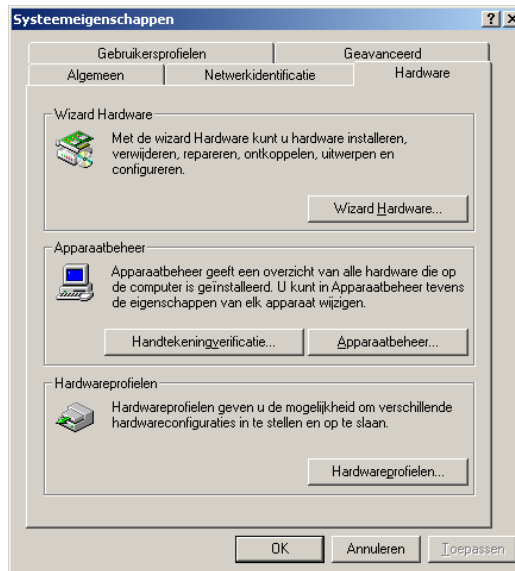 Systeemeigenschappen
Gebruikersprofielen
Geavanceerd
Algemeen
Netwerkidentificatie
Hardware
Wizard Hardware
Met de wizard Hardware kunt u hardware installeren,
verwijderen, repareren, ontkoppelen, uitwerpen en
configureren.
Wizard Hardware...
Apparaatbeheer
Apparaatbeheer geeft een overzicht van alle hardware die op
de computer is geïnstalleerd. U kunt in Apparaatbeheer tevens
de eigenschappen van elk apparaat wijzigen.
Handtekeningverificatie...
Apparaatbeheer...
Hardwareprofielen
Hardwareprofielen geven u de mogelijkheid om verschillende
hardwareconfiguraties in te stellen en op te slaan.
Hardwareprofielen...
OK
Annuleren
Toepassen